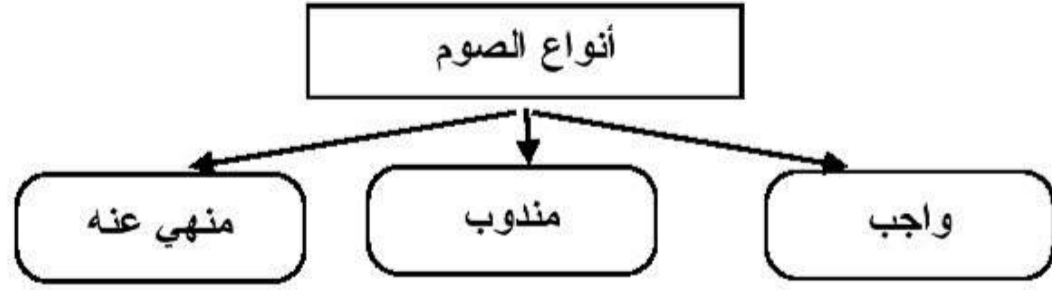 أنواع الصوم
واجب
مندوب
منهي عنه